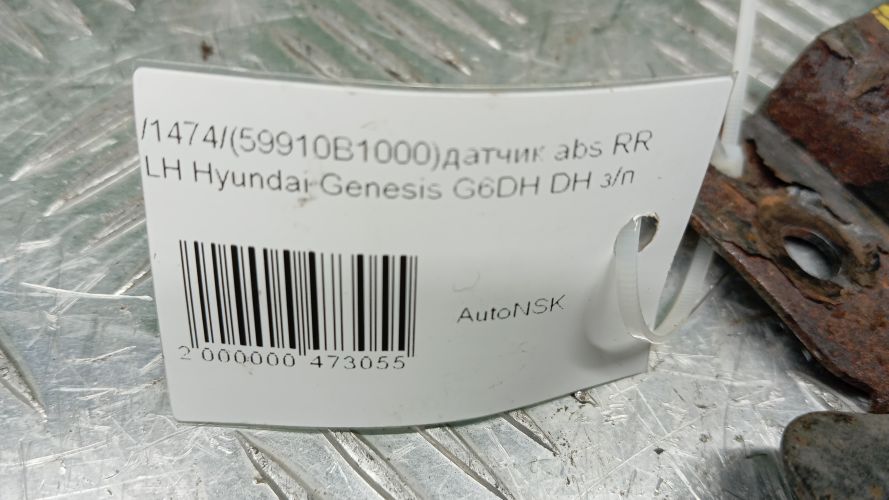 /1474/(59910B1000)датчик abs RR
LH Hyundai Genesis G6DH DH з/п
AutoNSK
2 000000 473055